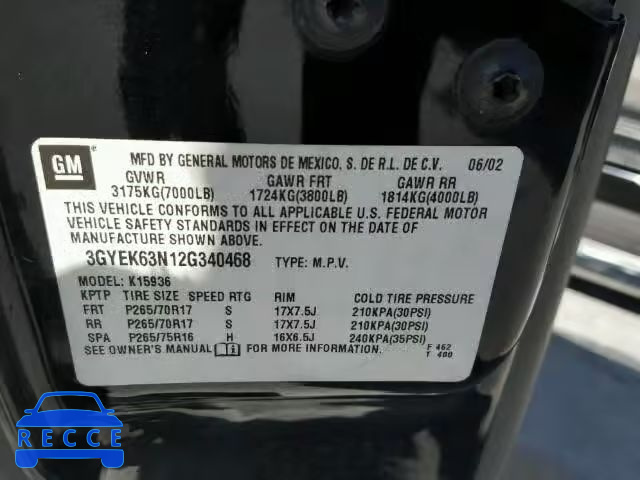 GM
MFD BY GENERAL MOTORS DE MEXICO, S. DE R.L. DE C.V. 06/02
GVWR GAWR FRT GAWR RR
3175KG(7000LB) 1724KG(3800LB) 1814KG(4000LB)
THIS VEHICLE CONFORMS TO ALL APPLICABLE U.S. FEDERAL MOTOR
VEHICLE SAFETY STANDARDS IN EFFECT ON THE DATE OF
MANUFACTURE SHOWN ABOVE.
3GYEK63N12G340468 TYPE: M.P.V.
MODEL: K15936
KPTP TIRE SIZE SPEED RTG RIM COLD TIRE PRESSURE
FRT P265/70R17 S 17X7.5J 210KPA(30PSI)
RR P265/70R17 S 17X7.5J 210KPA(30PSI)
SPA P265/75R16 H 16X6.5J 240KPA(35PSI)
SEE OWNER'S MANUAL FOR MORE INFORMATION. F 462
T 400
RECCE